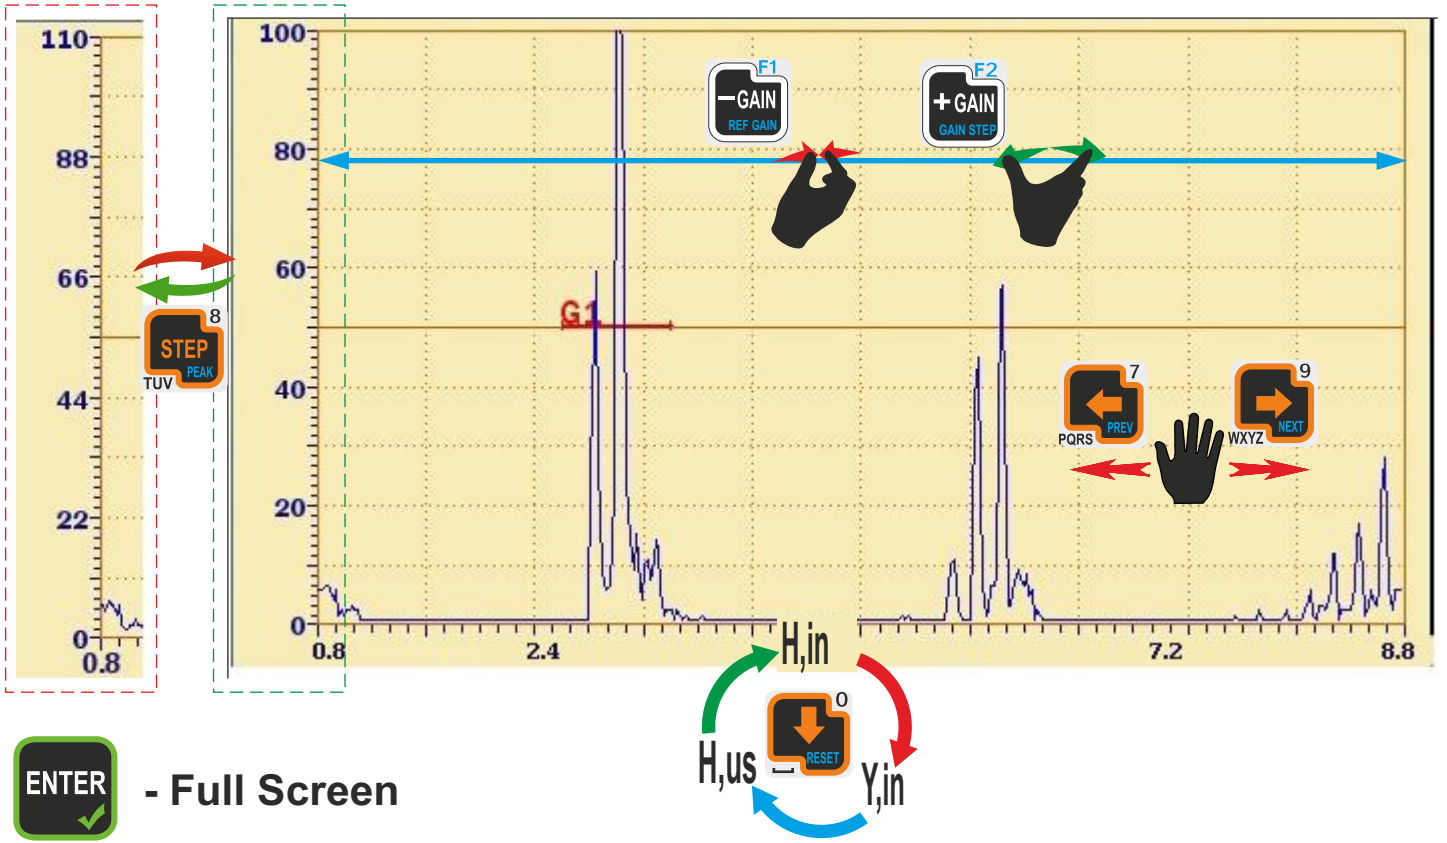 110
88
66
44
22
0
0.8
8
STEP
PEAK
TUV
100
80
60
40
20
0
0.8
2.4
7.2
8.8
G1
F1
−GAIN
REF GAIN
F2
+GAIN
GAIN STEP
7
PREV
PQRS
9
NEXT
WXYZ
H,in
0
RESET
H,us
Y,in
ENTER
- Full Screen